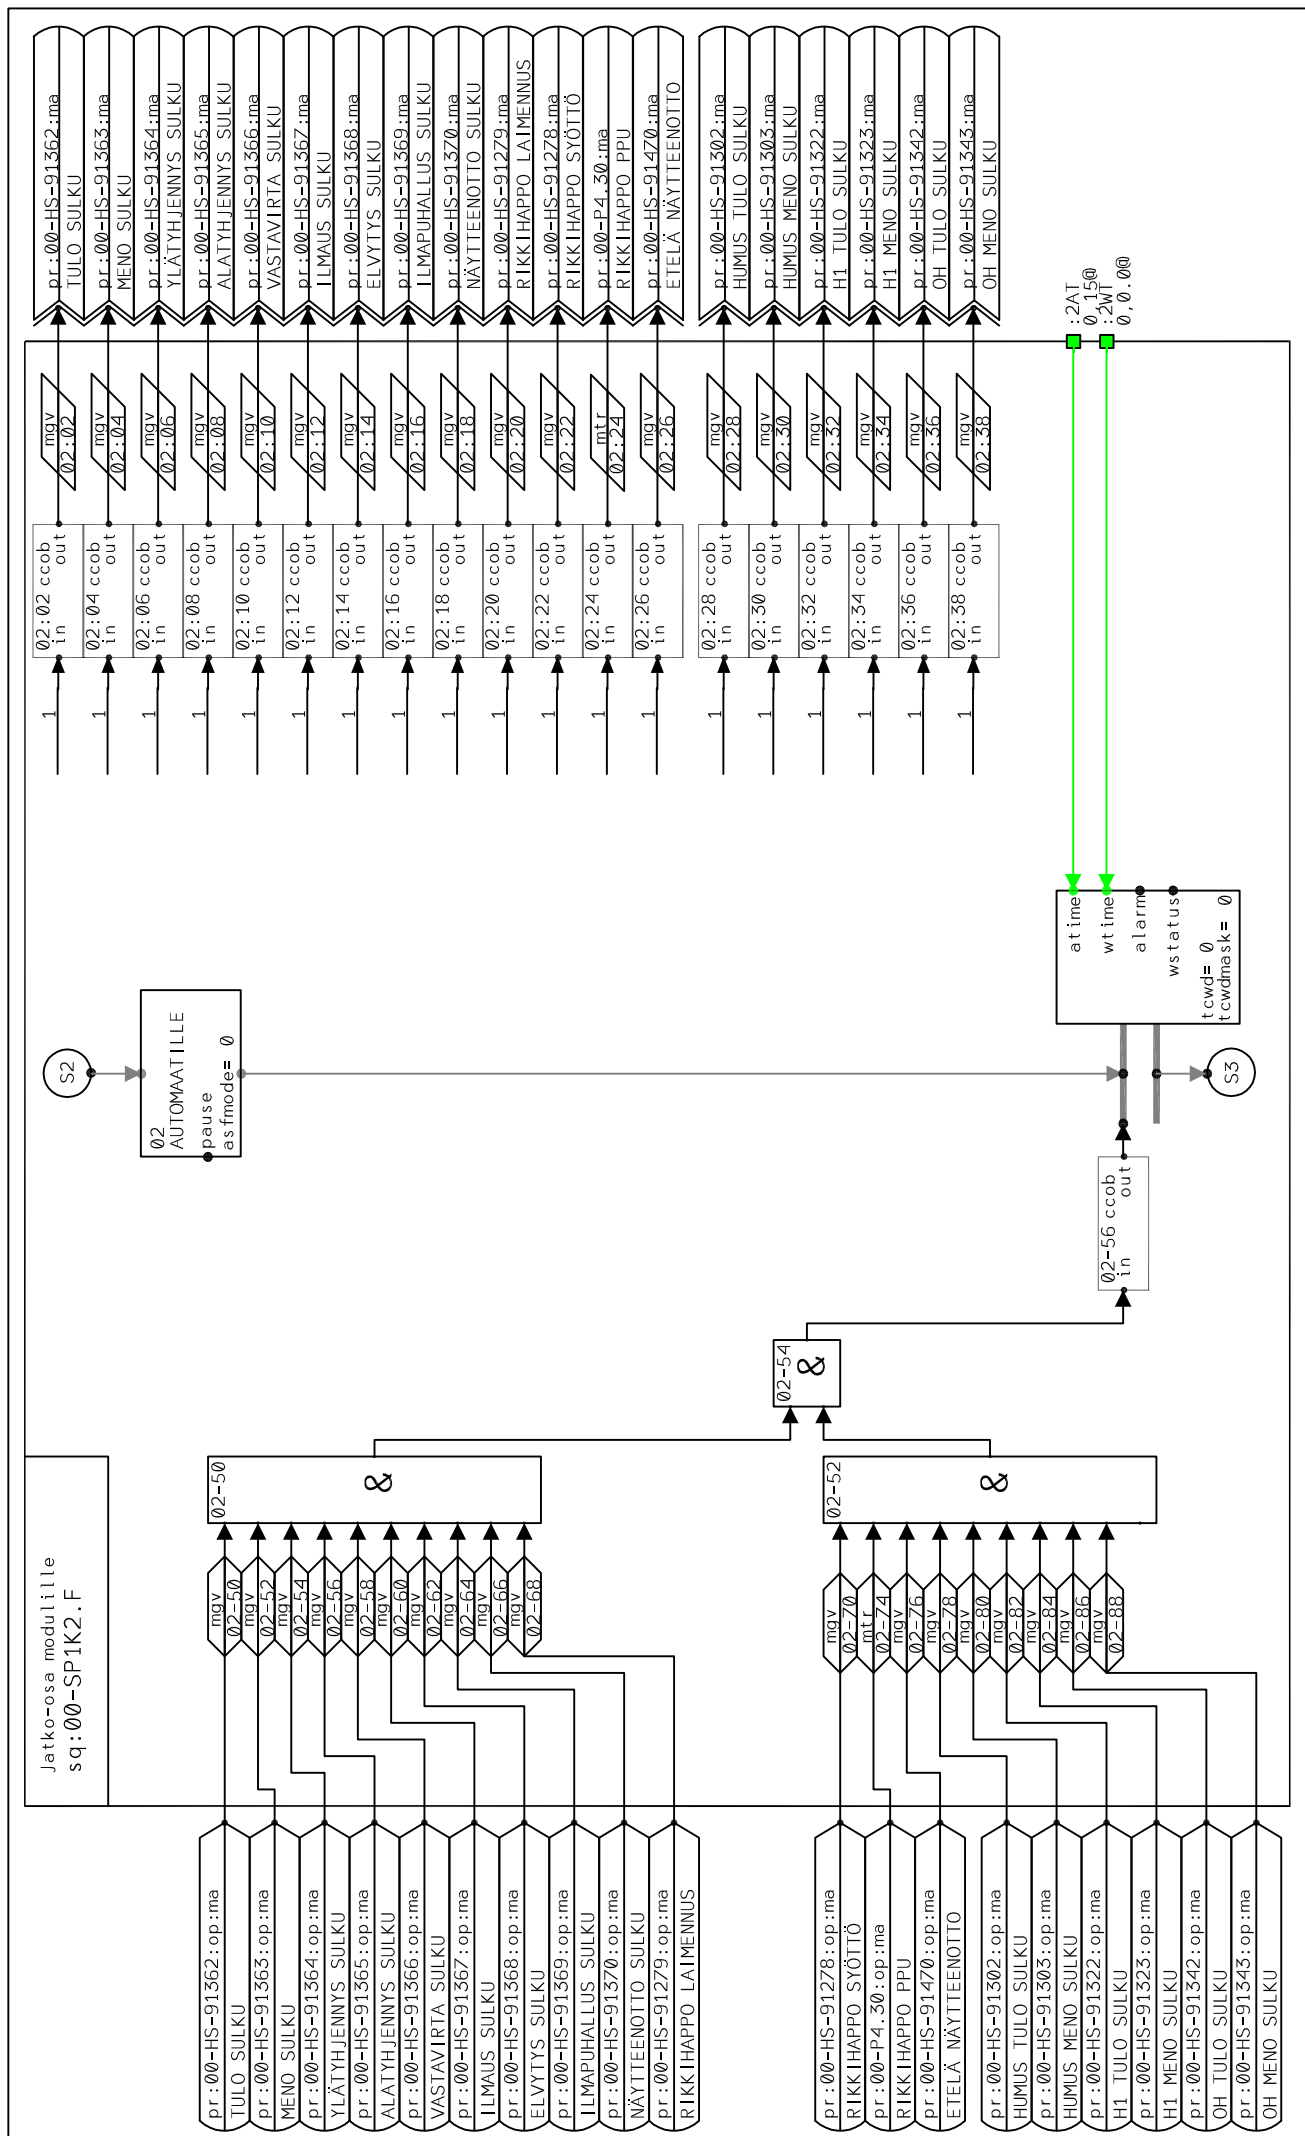 Jatko-osa modulille
sq:00-SP1K2.F
pr:00-HS-91362:op:ma
TULO SULKU
pr:00-HS-91363:op:ma
MENO SULKU
pr:00-HS-91364:op:ma
YLÄTYHJENNYS SULKU
pr:00-HS-91365:op:ma
ALATYHJENNYS SULKU
pr:00-HS-91366:op:ma
VASTAVIRTA SULKU
pr:00-HS-91367:op:ma
ILMAUS SULKU
pr:00-HS-91368:op:ma
ELVYTYS SULKU
pr:00-HS-91369:op:ma
ILMAPUHALLUS SULKU
pr:00-HS-91370:op:ma
NÄYTTEENOTTO SULKU
pr:00-HS-91279:op:ma
RIKKIHAPPO LAIMENNUS
pr:00-HS-91278:op:ma
RIKKIHAPPO SYÖTTÖ
pr:00-P4.30:op:ma
RIKKIHAPPO PPU
pr:00-HS-91470:op:ma
ETELÄ NÄYTTEENOTTO
pr:00-HS-91302:op:ma
HUMUS TULO SULKU
pr:00-HS-91303:op:ma
HUMUS MENO SULKU
pr:00-HS-91322:op:ma
H1 TULO SULKU
pr:00-HS-91323:op:ma
H1 MENO SULKU
pr:00-HS-91342:op:ma
OH TULO SULKU
pr:00-HS-91343:op:ma
OH MENO SULKU
mgv
02-50
mgv
02-52
mgv
02-54
mgv
02-56
mgv
02-58
mgv
02-60
mgv
02-62
mgv
02-64
mgv
02-66
mgv
02-68
mgv
02-70
mtr
02-74
mgv
02-76
mgv
02-78
mgv
02-80
mgv
02-82
mgv
02-84
mgv
02-86
mgv
02-88
02-50
&
02-52
&
02-54
&
02-56 ccob
in out
S2
02
AUTOMAATILLE
pause
asfmode= 0
S3
atime
wtime
alarm
wstatus
tcwd= 0
tcwdmask= 0
1
02:02 ccob
in out
mgv
02:02
pr:00-HS-91362:ma
TULO SULKU
1
02:04 ccob
in out
mgv
02:04
pr:00-HS-91363:ma
MENO SULKU
1
02:06 ccob
in out
mgv
02:06
pr:00-HS-91364:ma
YLÄTYHJENNYS SULKU
1
02:08 ccob
in out
mgv
02:08
pr:00-HS-91365:ma
ALATYHJENNYS SULKU
1
02:10 ccob
in out
mgv
02:10
pr:00-HS-91366:ma
VASTAVIRTA SULKU
1
02:12 ccob
in out
mgv
02:12
pr:00-HS-91367:ma
ILMAUS SULKU
1
02:14 ccob
in out
mgv
02:14
pr:00-HS-91368:ma
ELVYTYS SULKU
1
02:16 ccob
in out
mgv
02:16
pr:00-HS-91369:ma
ILMAPUHALLUS SULKU
1
02:18 ccob
in out
mgv
02:18
pr:00-HS-91370:ma
NÄYTTEENOTTO SULKU
1
02:20 ccob
in out
mgv
02:20
pr:00-HS-91279:ma
RIKKIHAPPO LAIMENNUS
1
02:22 ccob
in out
mgv
02:22
pr:00-HS-91278:ma
RIKKIHAPPO SYÖTTÖ
1
02:24 ccob
in out
mtr
02:24
pr:00-P4.30:ma
RIKKIHAPPO PPU
1
02:26 ccob
in out
mgv
02:26
pr:00-HS-91470:ma
ETELÄ NÄYTTEENOTTO
1
02:28 ccob
in out
mgv
02:28
pr:00-HS-91302:ma
HUMUS TULO SULKU
1
02:30 ccob
in out
mgv
02:30
pr:00-HS-91303:ma
HUMUS MENO SULKU
1
02:32 ccob
in out
mgv
02:32
pr:00-HS-91322:ma
H1 TULO SULKU
1
02:34 ccob
in out
mgv
02:34
pr:00-HS-91323:ma
H1 MENO SULKU
1
02:36 ccob
in out
mgv
02:36
pr:00-HS-91342:ma
OH TULO SULKU
1
02:38 ccob
in out
mgv
02:38
pr:00-HS-91343:ma
OH MENO SULKU
:2AT
0,15@
:2WT
0,0.0@